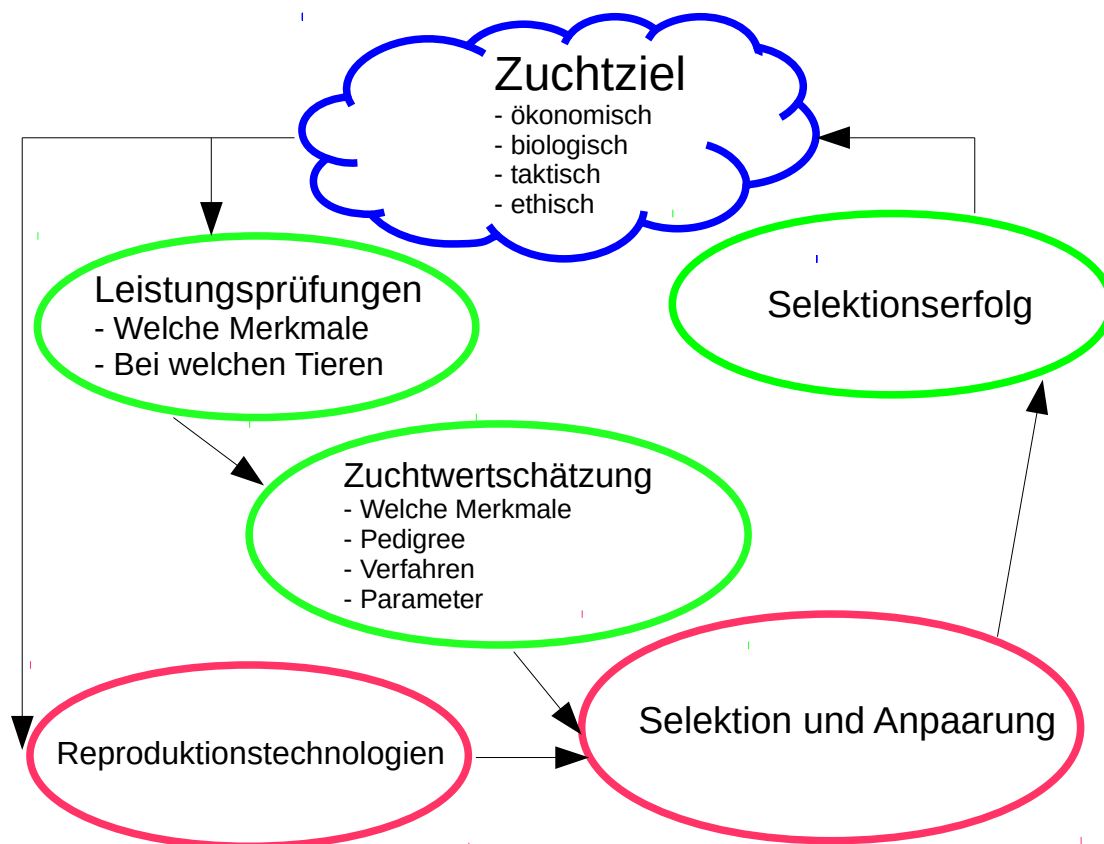 Zuchtziel
- ökonomisch
- biologisch
- taktisch
- ethisch
Leistungsprüfungen
- Welche Merkmale
- Bei welchen Tieren
Selektionserfolg
Zuchtwertschätzung
- Welche Merkmale
- Pedigree
- Verfahren
- Parameter
Reproduktionstechnologien
Selektion und Anpaarung